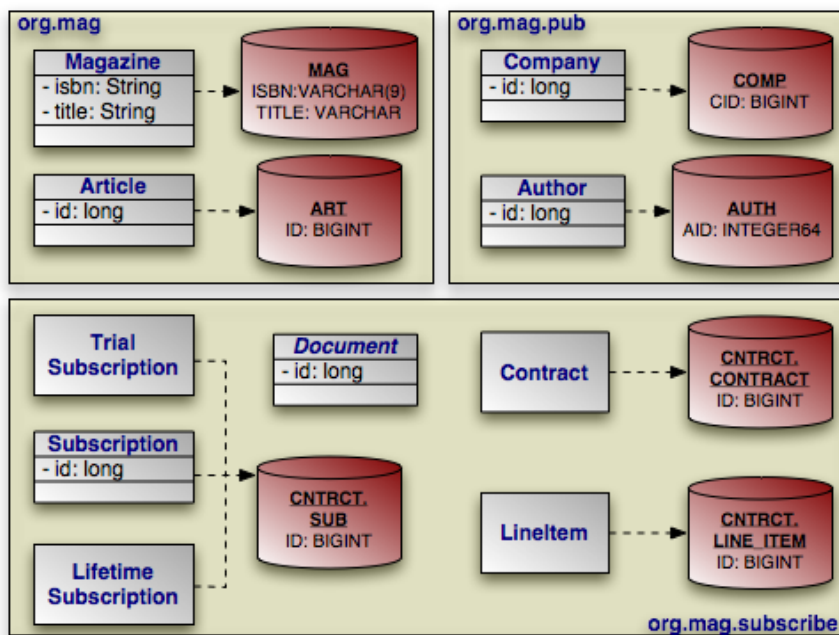 org.mag
Magazine
- isbn: String
- title: String
MAG
ISBN:VARCHAR(9)
TITLE: VARCHAR
Article
- id: long
ART
ID: BIGINT
org.mag.pub
Company
- id: long
COMP
CID: BIGINT
Author
- id: long
AUTH
AID: INTEGER64
Trial
Subscription
Document
- id: long
Contract
CNTRCT.
CONTRACT
ID: BIGINT
Subscription
- id: long
CNTRCT.
SUB
ID: BIGINT
LineItem
CNTRCT.
LINE_ITEM
ID: BIGINT
Lifetime
Subscription
org.mag.subscribe